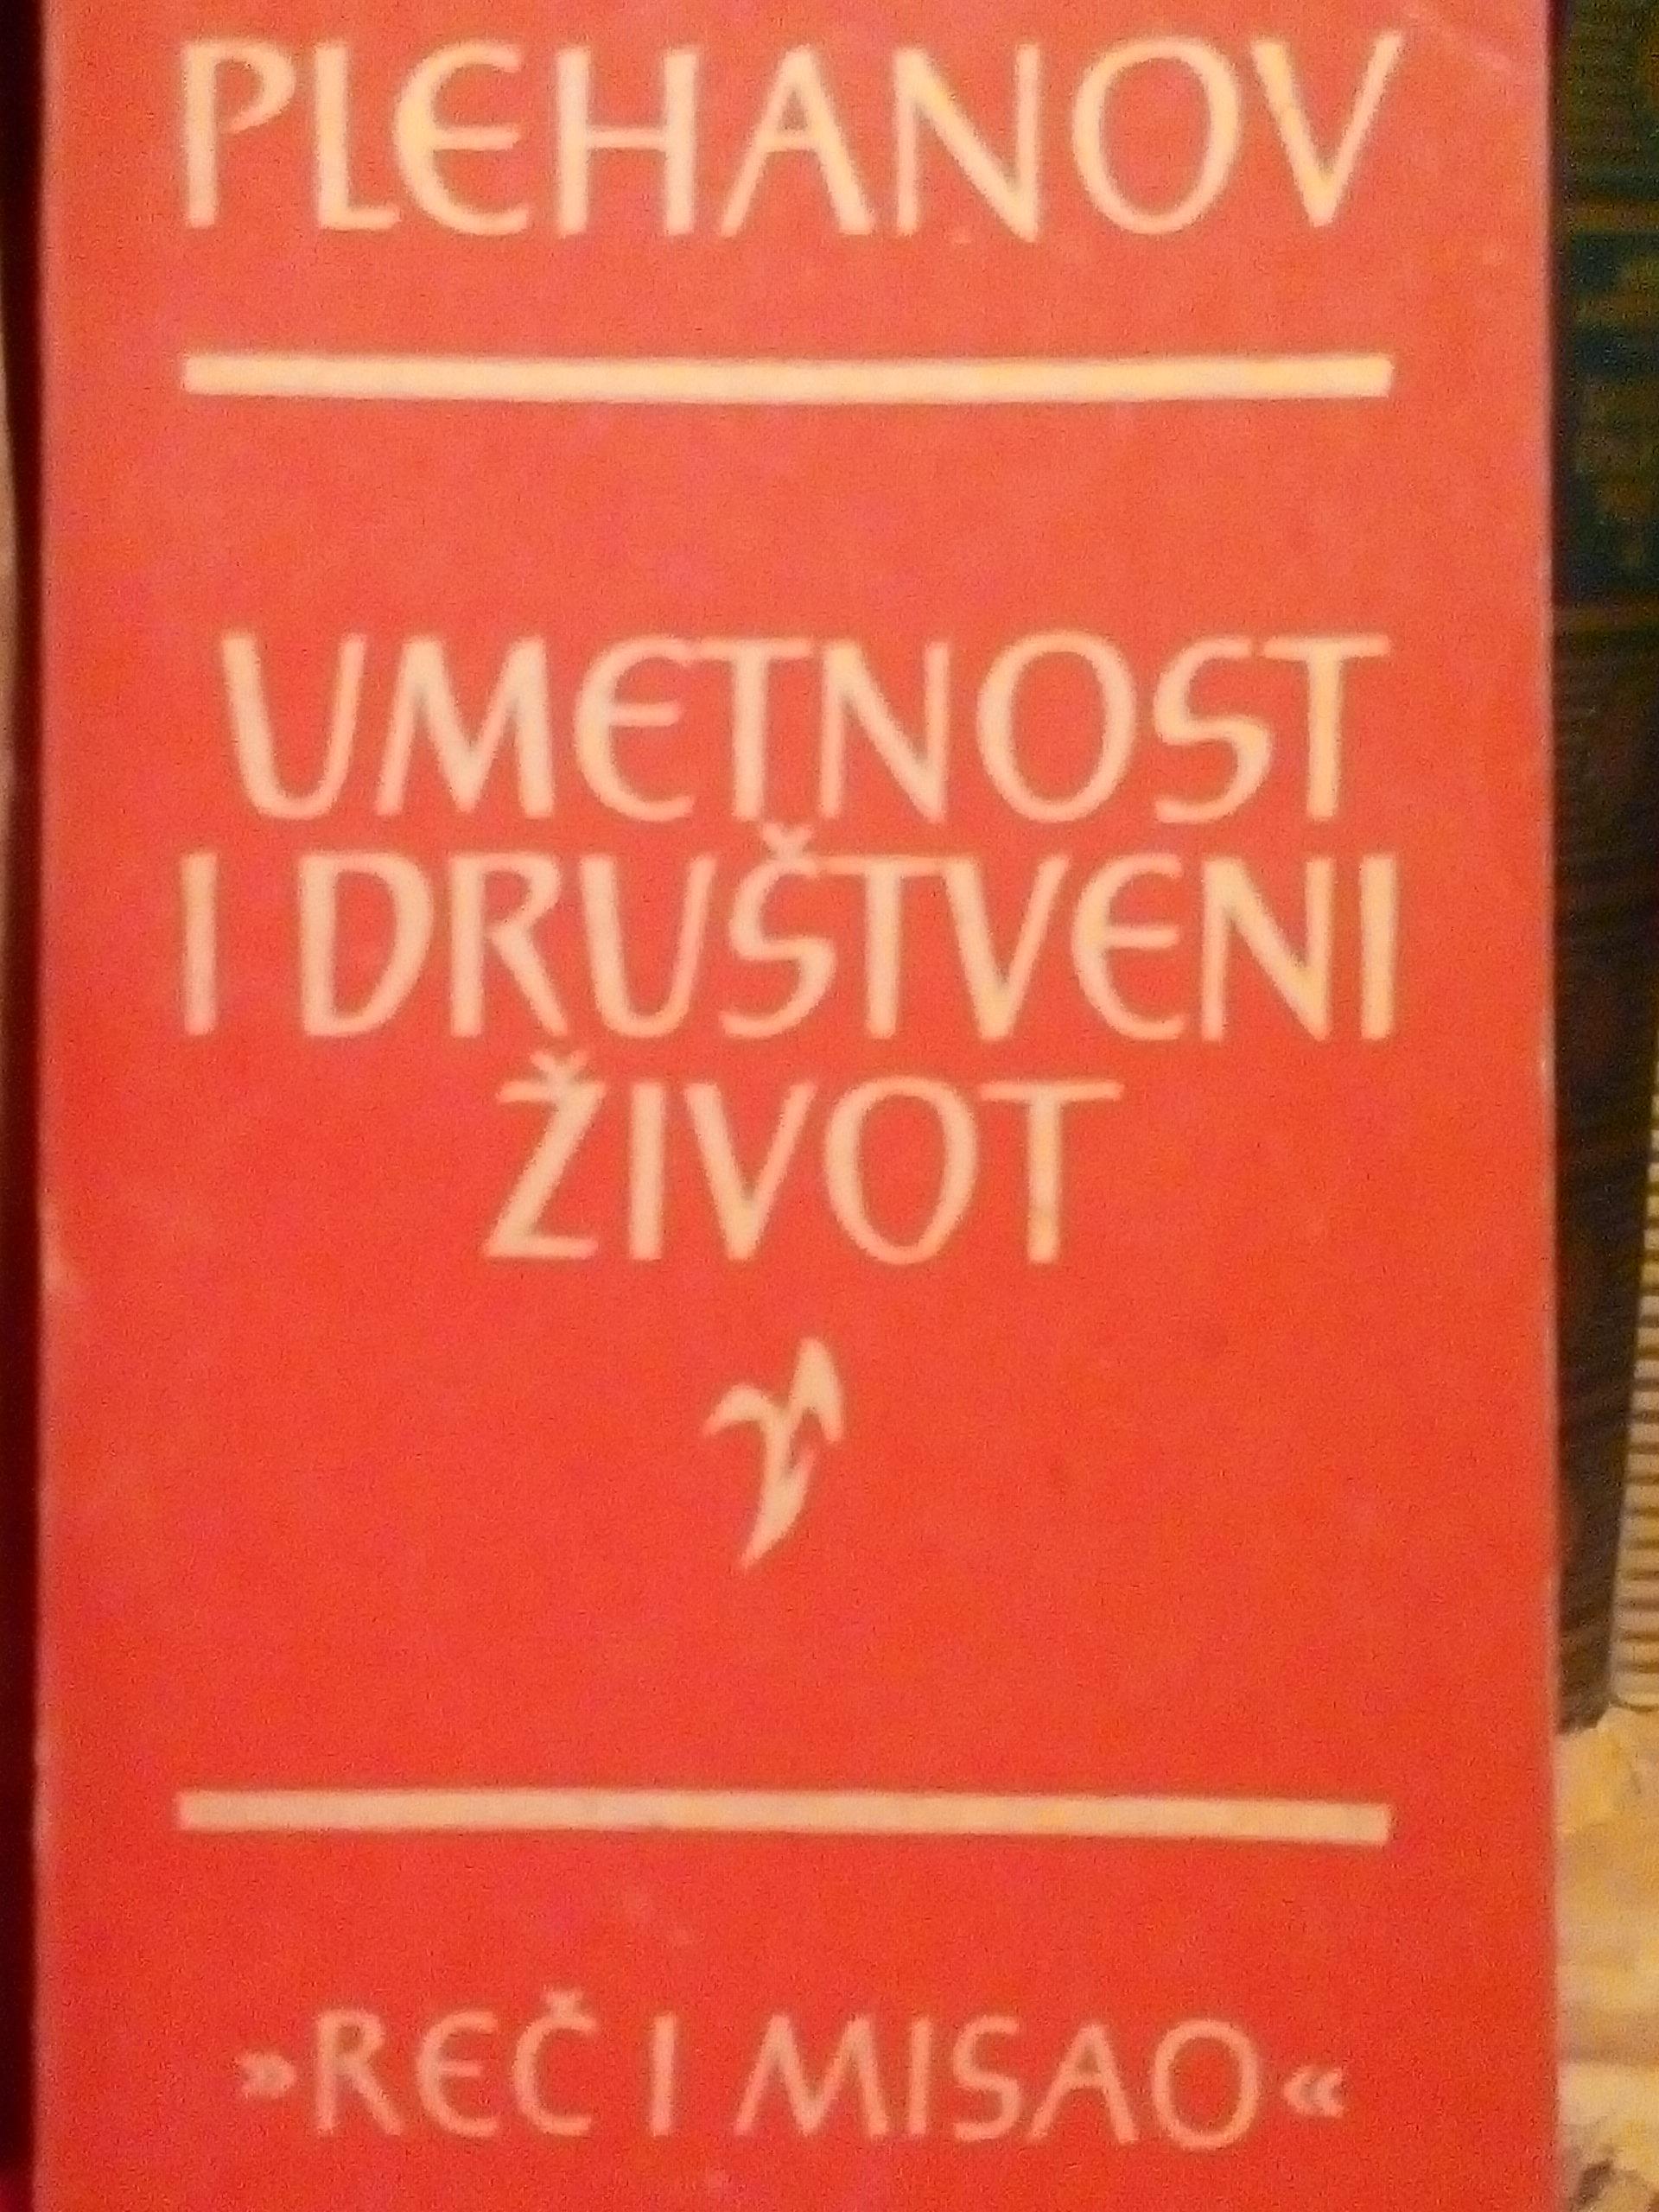 PLEHANOV
UMETNOST
I DRUŠTVENI
ŽIVOT
»REČ I MISAO«